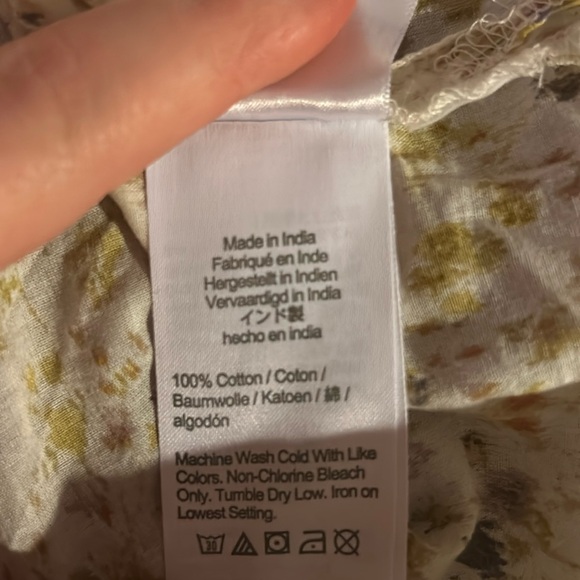 Made in India
Fabriqué en Inde
Hergestellt in Indien
Vervaardigd in India
インド製
hecho en india
100% Cotton / Coton /
Baumwolle / Katoen / 綿 /
algodón
Machine Wash Cold With Like
Colors. Non-Chlorine Bleach
Only. Tumble Dry Low. Iron on
Lowest Setting.
30